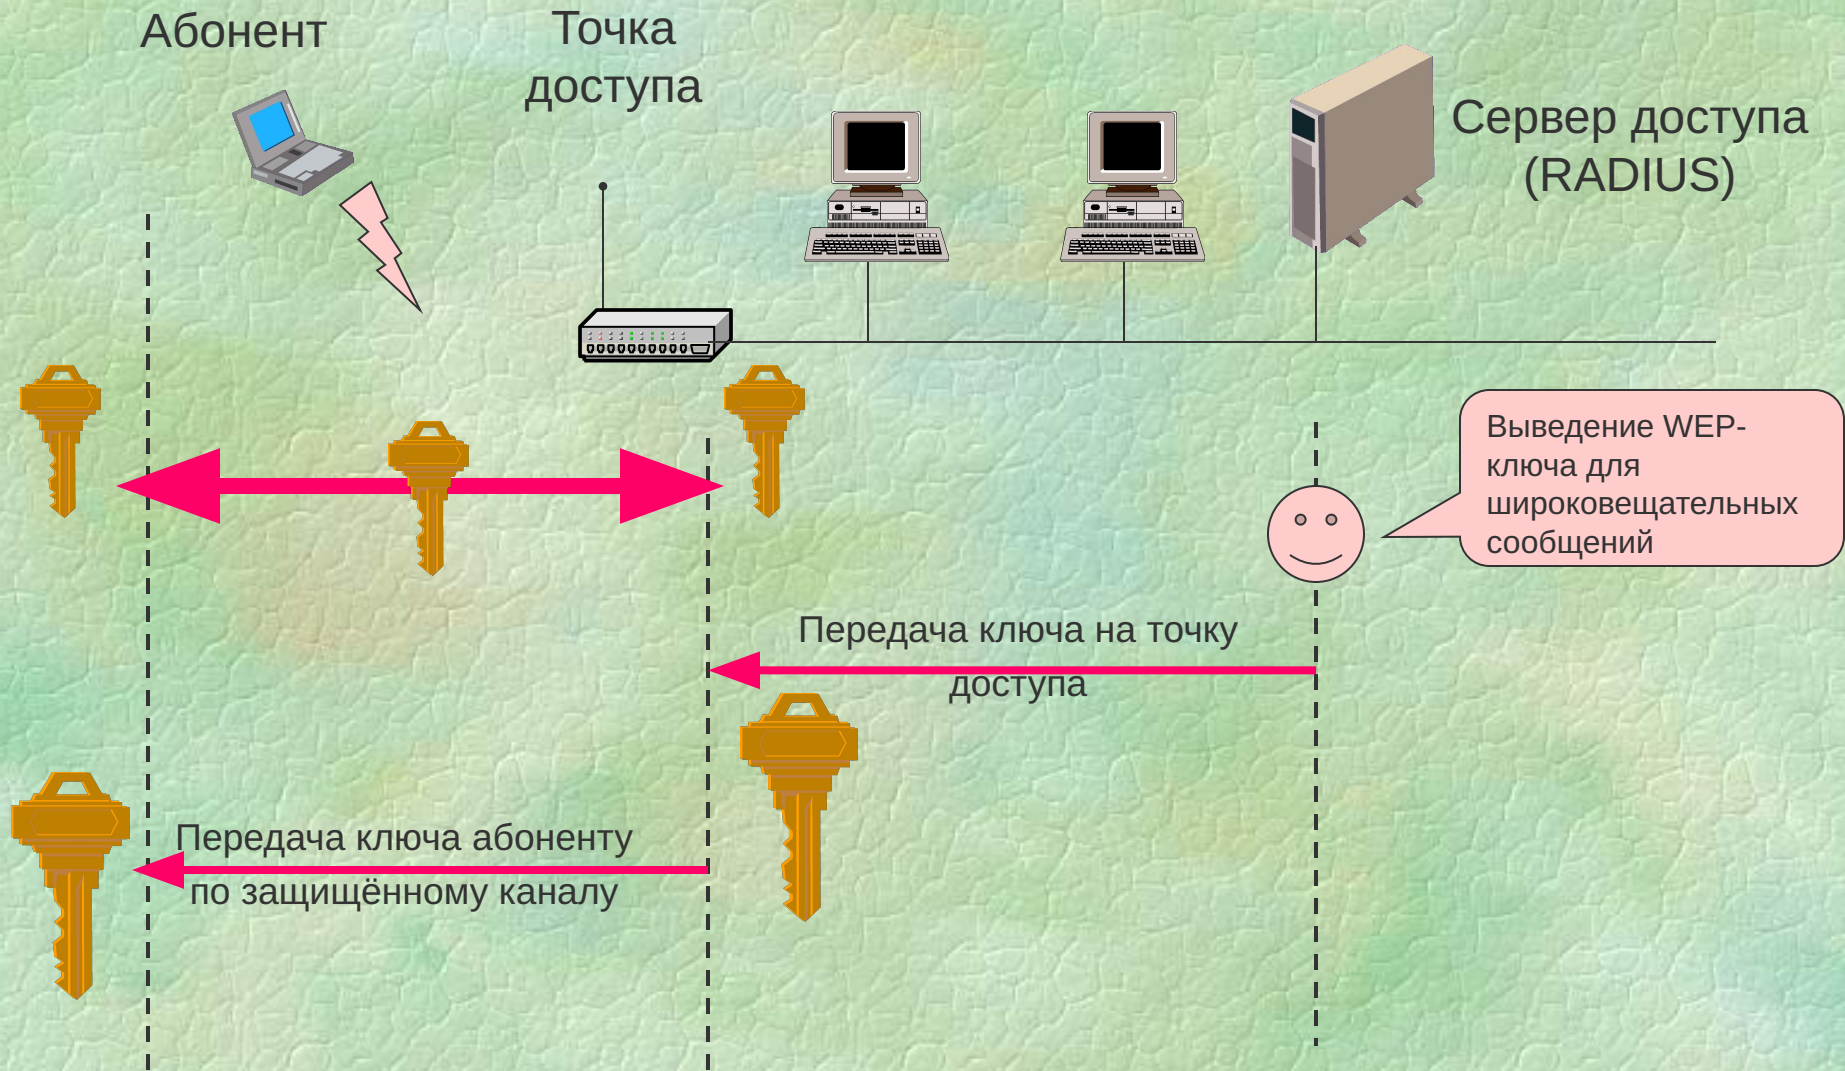 Абонент
Точка
доступа
Сервер доступа
(RADIUS)
Выведение WEP-
ключа для
широковещательных
сообщений
Передача ключа на точку
доступа
Передача ключа абоненту
по защищённому каналу